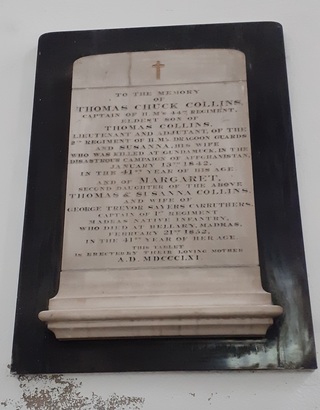 TO THE MEMORY
OF
THOMAS CHUCK COLLINS,
CAPTAIN OF H.M's 44th REGIMENT,
ELDEST SON OF
THOMAS COLLINS,
LIEUTENANT AND ADJUTANT, OF THE
REGIMENT OF H.M's DRAGOON GUARDS
AND SUSANNA, HIS WIFE
WHO WAS KILLED AT GENDAMUCK IN THE
DISASTROUS CAMPAIGN OF AFFGHANISTAN,
JANUARY 13th 1842.
IN THE 41st YEAR OF HIS AGE
AND OF MARGARET,
SECOND DAUGHTER OF THE ABOVE
THOMAS & SUSANNA COLLINS,
AND WIFE OF
GEORGE TREVOR SAYERS CARRUTHERS,
CAPTAIN OF 1st REGIMENT
MADRAS NATIVE INFANTRY,
WHO DIED AT BELLARY, MADRAS,
FEBRUARY 21st 1852,
IN THE 41st YEAR OF HER AGE
THIS TABLET
IS ERECTED BY THEIR LOVING MOTHER
A.D. MDCCCLXI